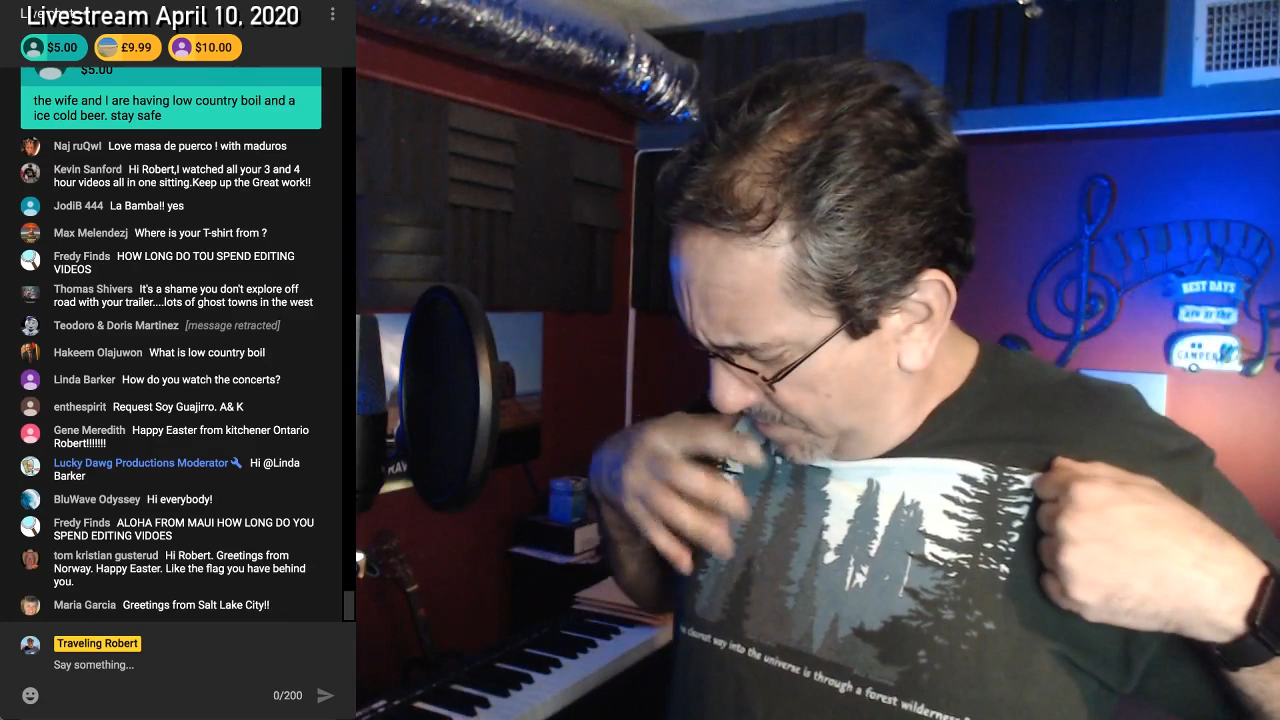 Livestream April 10, 2020
$5.00
£9.99
$10.00
$5.00
the wife and I are having low country boil and a
ice cold beer. stay safe
Naj ruQwI Love masa de puerco ! with maduros
Kevin Sanford Hi Robert,I watched all your 3 and 4
hour videos all in one sitting.Keep up the Great work!!
JodiB 444 La Bamba!! yes
Max Melendezj Where is your T-shirt from ?
Fredy Finds HOW LONG DO TOU SPEND EDITING
VIDEOS
Thomas Shivers It's a shame you don't explore off
road with your trailer....lots of ghost towns in the west
Teodoro & Doris Martinez [message retracted]
Hakeem Olajuwon What is low country boil
Linda Barker How do you watch the concerts?
enthespirit Request Soy Guajirro. A& K
Gene Meredith Happy Easter from kitchener Ontario
Robert!!!!!!!
Lucky Dawg Productions Moderator Hi @Linda
Barker
BluWave Odyssey Hi everybody!
Fredy Finds ALOHA FROM MAUI HOW LONG DO YOU
SPEND EDITING VIDOES
tom kristian gusterud Hi Robert. Greetings from
Norway. Happy Easter. Like the flag you have behind
you.
Maria Garcia Greetings from Salt Lake City!!
Traveling Robert
Say something...
0/200
BEST DAYS
are in the
CAMPER
clearest way into the universe is through a forest wilderness